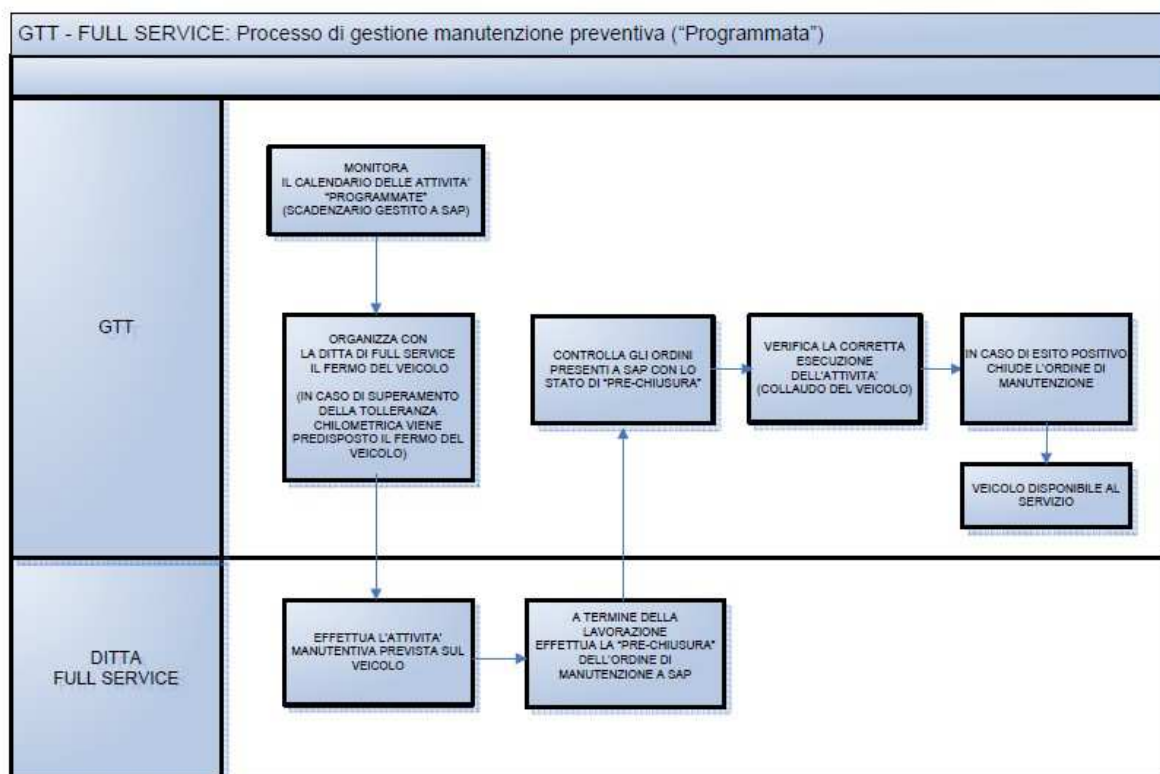 GTT - FULL SERVICE: Processo di gestione manutenzione preventiva (“Programmata”)
GTT
MONITORA
IL CALENDARIO DELLE ATTIVITA’
“PROGRAMMATE”
(SCADENZARIO GESTITO A SAP)
ORGANIZZA CON
LA DITTA DI FULL SERVICE
IL FERMO DEL VEICOLO
(IN CASO DI SUPERAMENTO
DELLA TOLLERANZA
CHILOMETRICA VIENE
PREDISPOSTO IL FERMO DEL
VEICOLO)
CONTROLLA GLI ORDINI
PRESENTI A SAP CON LO
STATO DI “PRE-CHIUSURA”
VERIFICA LA CORRETTA
ESECUZIONE
DELL’ATTIVITA’
(COLLAUDO DEL VEICOLO)
IN CASO DI ESITO POSITIVO
CHIUDE L’ORDINE DI
MANUTENZIONE
VEICOLO DISPONIBILE AL
SERVIZIO
DITTA
FULL SERVICE
EFFETTUA L’ATTIVITA’
MANUTENTIVA PREVISTA SUL
VEICOLO
A TERMINE DELLA
LAVORAZIONE
EFFETTUA LA “PRE-CHIUSURA”
DELL’ORDINE DI
MANUTENZIONE A SAP